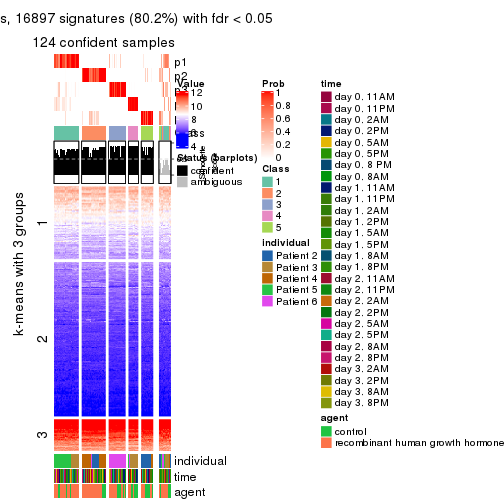 s, 16897 signatures (80.2%) with fdr < 0.05
124 confident samples
p1
p2
Value
12
10
6
4
Status (barplots)
confident
ambiguous
k-means with 3 groups
1
2
3
individual
time
agent
Prob
1
0.8
0.6
0.4
0.2
0
Class
1
2
3
4
5
individual
Patient 2
Patient 3
Patient 4
Patient 5
Patient 6
time
day 0. 11AM
day 0. 11PM
day 0. 2AM
day 0. 2PM
day 0. 5AM
day 0. 5PM
day 0. 8 PM
day 0. 8AM
day 1. 11AM
day 1. 11PM
day 1. 2AM
day 1. 2PM
day 1. 5AM
day 1. 5PM
day 1. 8AM
day 1. 8PM
day 2. 11AM
day 2. 11PM
day 2. 2AM
day 2. 2PM
day 2. 5AM
day 2. 5PM
day 2. 8AM
day 2. 8PM
day 3. 2AM
day 3. 2PM
day 3. 8AM
day 3. 8PM
agent
control
recombinant human growth hormone